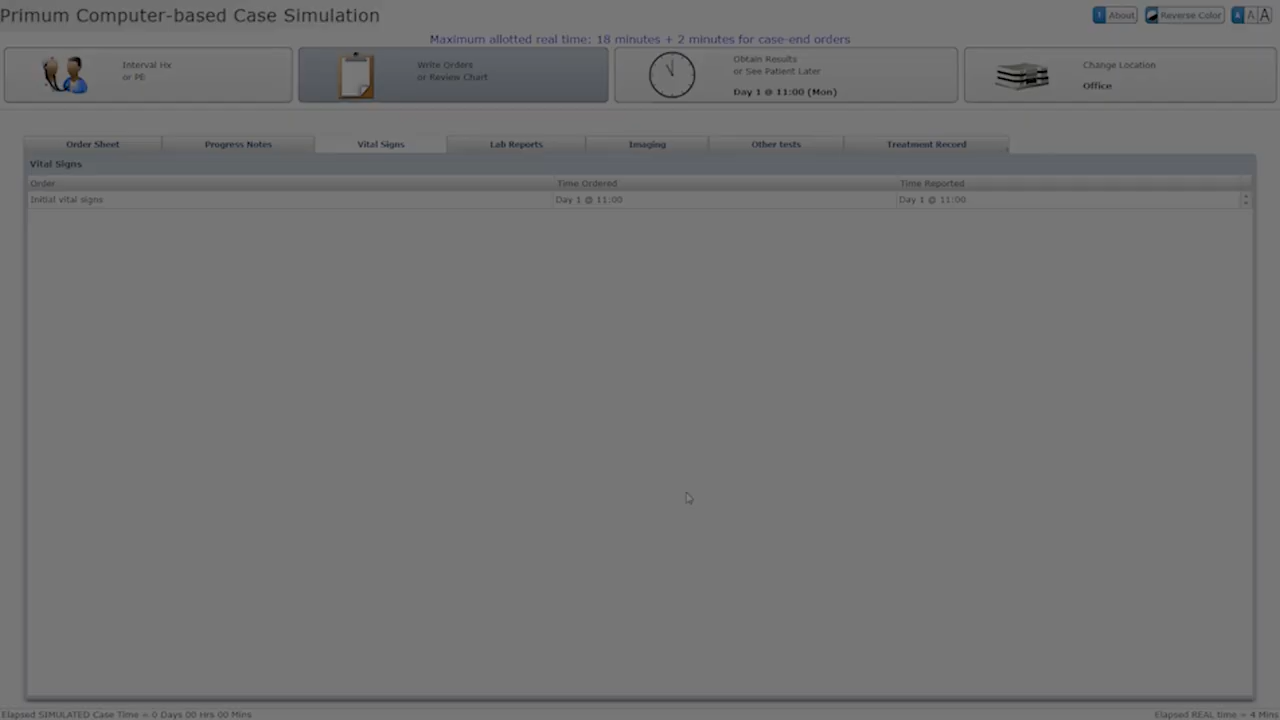 Primum Computer-based Case Simulation
About
Reverse Color
A A A
Maximum allotted real time: 18 minutes + 2 minutes for case-end orders
Interval Hx
or PE
Write Orders
or Review Chart
Obtain Results
or See Patient Later
Day 1 @ 11:00 (Mon)
Change Location
Office
Order Sheet
Progress Notes
Vital Signs
Lab Reports
Imaging
Other tests
Treatment Record
Vital Signs
Order Time Ordered Time Reported
Initial vital signs Day 1 @ 11:00 Day 1 @ 11:00
Elapsed SIMULATED Case Time = 0 Days 00 Hrs 00 Mins
Elapsed REAL time = 4 Mins